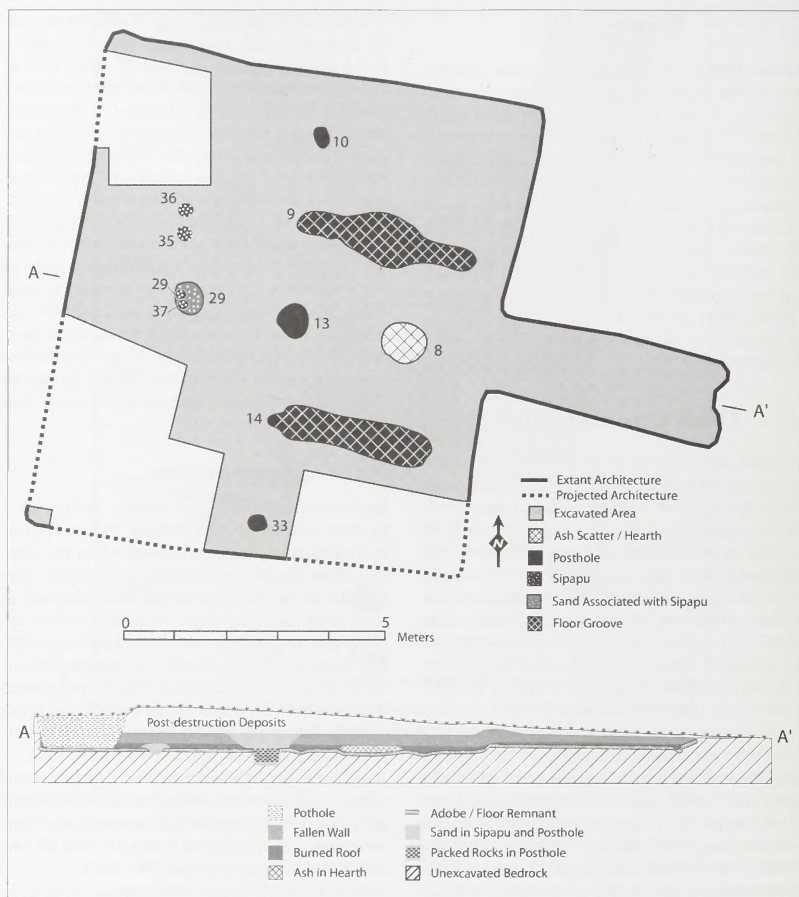 10
36
9
35
A
29
29
37
13
8
14
A'
33
Extant Architecture
Projected Architecture
Excavated Area
Ash Scatter / Hearth
Posthole
Sipapu
Sand Associated with Sipapu
Floor Groove
N
0
5
Meters
Post-destruction Deposits
A
A'
Pothole
Fallen Wall
Burned Roof
Ash in Hearth
Adobe / Floor Remnant
Sand in Sipapu and Posthole
Packed Rocks in Posthole
Unexcavated Bedrock